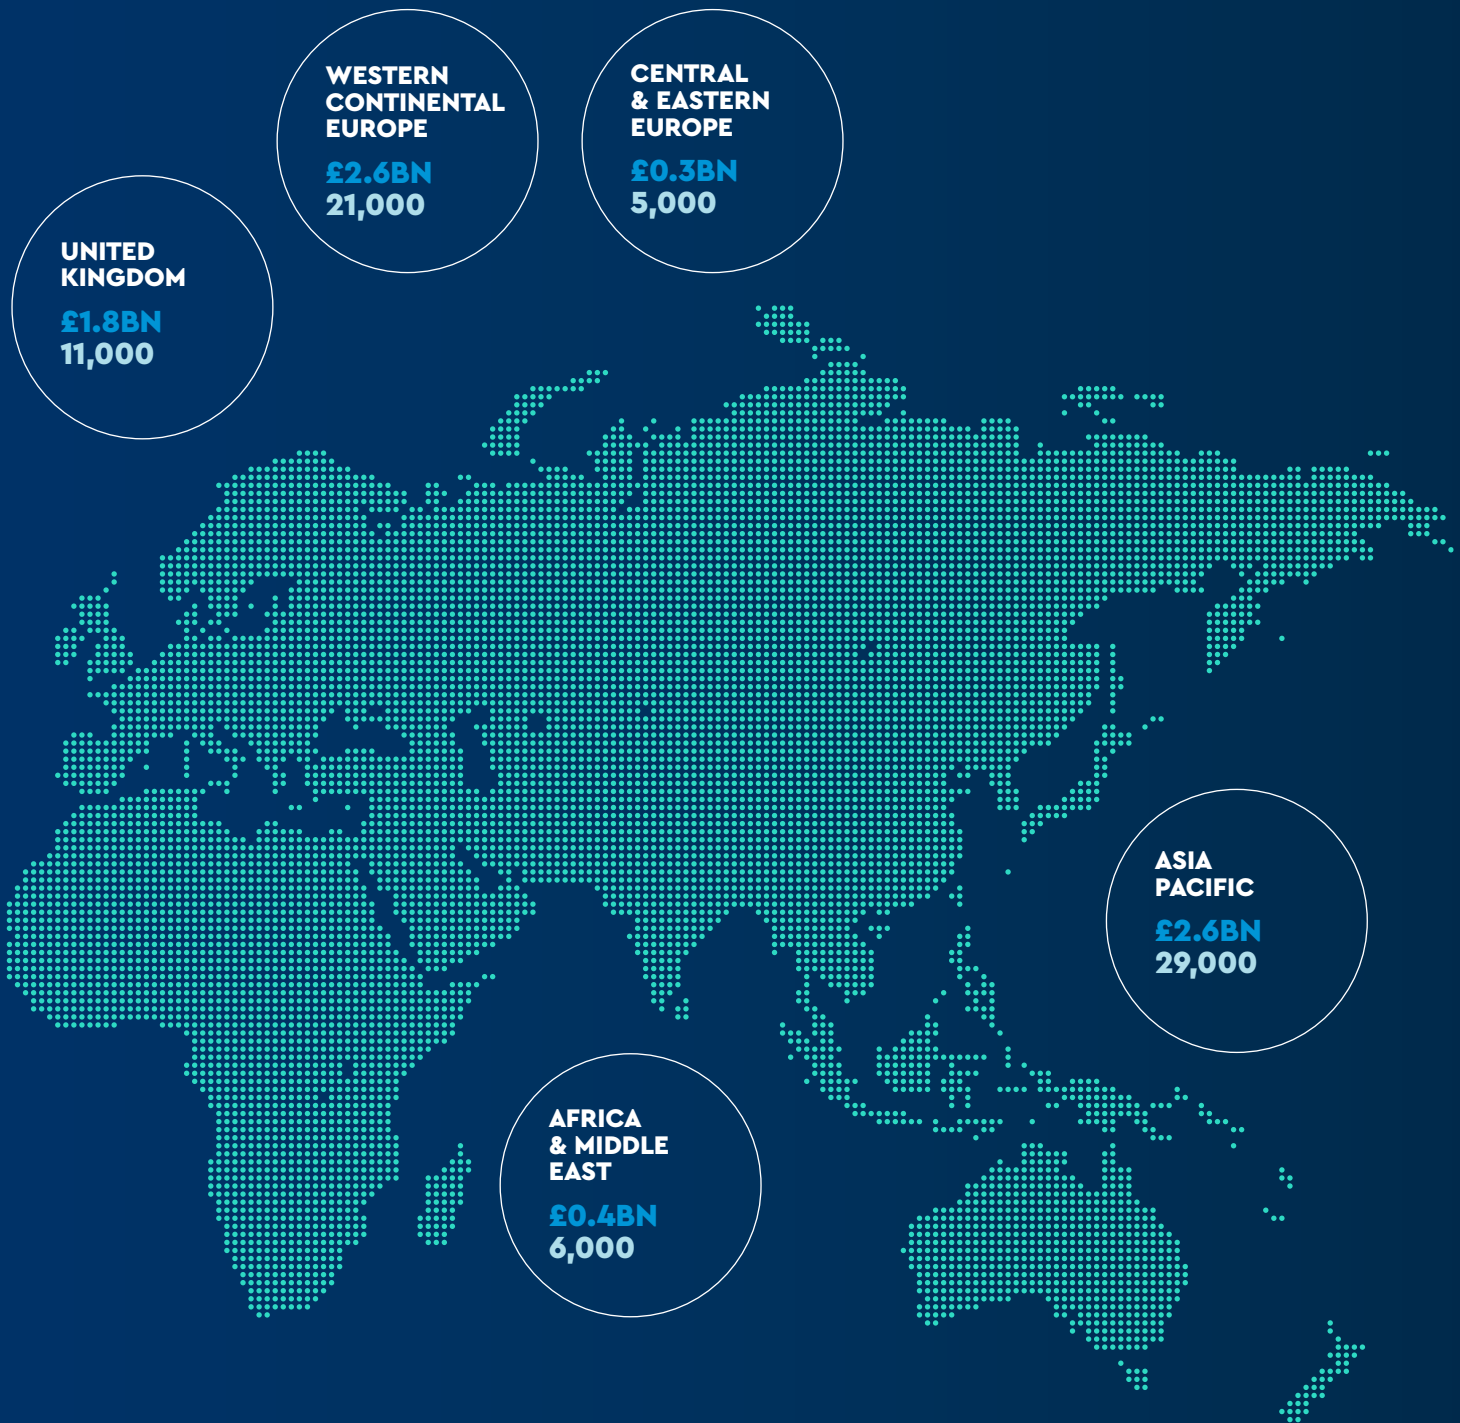 WESTERN
CONTINENTAL
EUROPE
£2.6BN
21,000
CENTRAL
& EASTERN
EUROPE
£0.3BN
5,000
UNITED
KINGDOM
£1.8BN
11,000
ASIA
PACIFIC
£2.6BN
29,000
AFRICA
& MIDDLE
EAST
£0.4BN
6,000